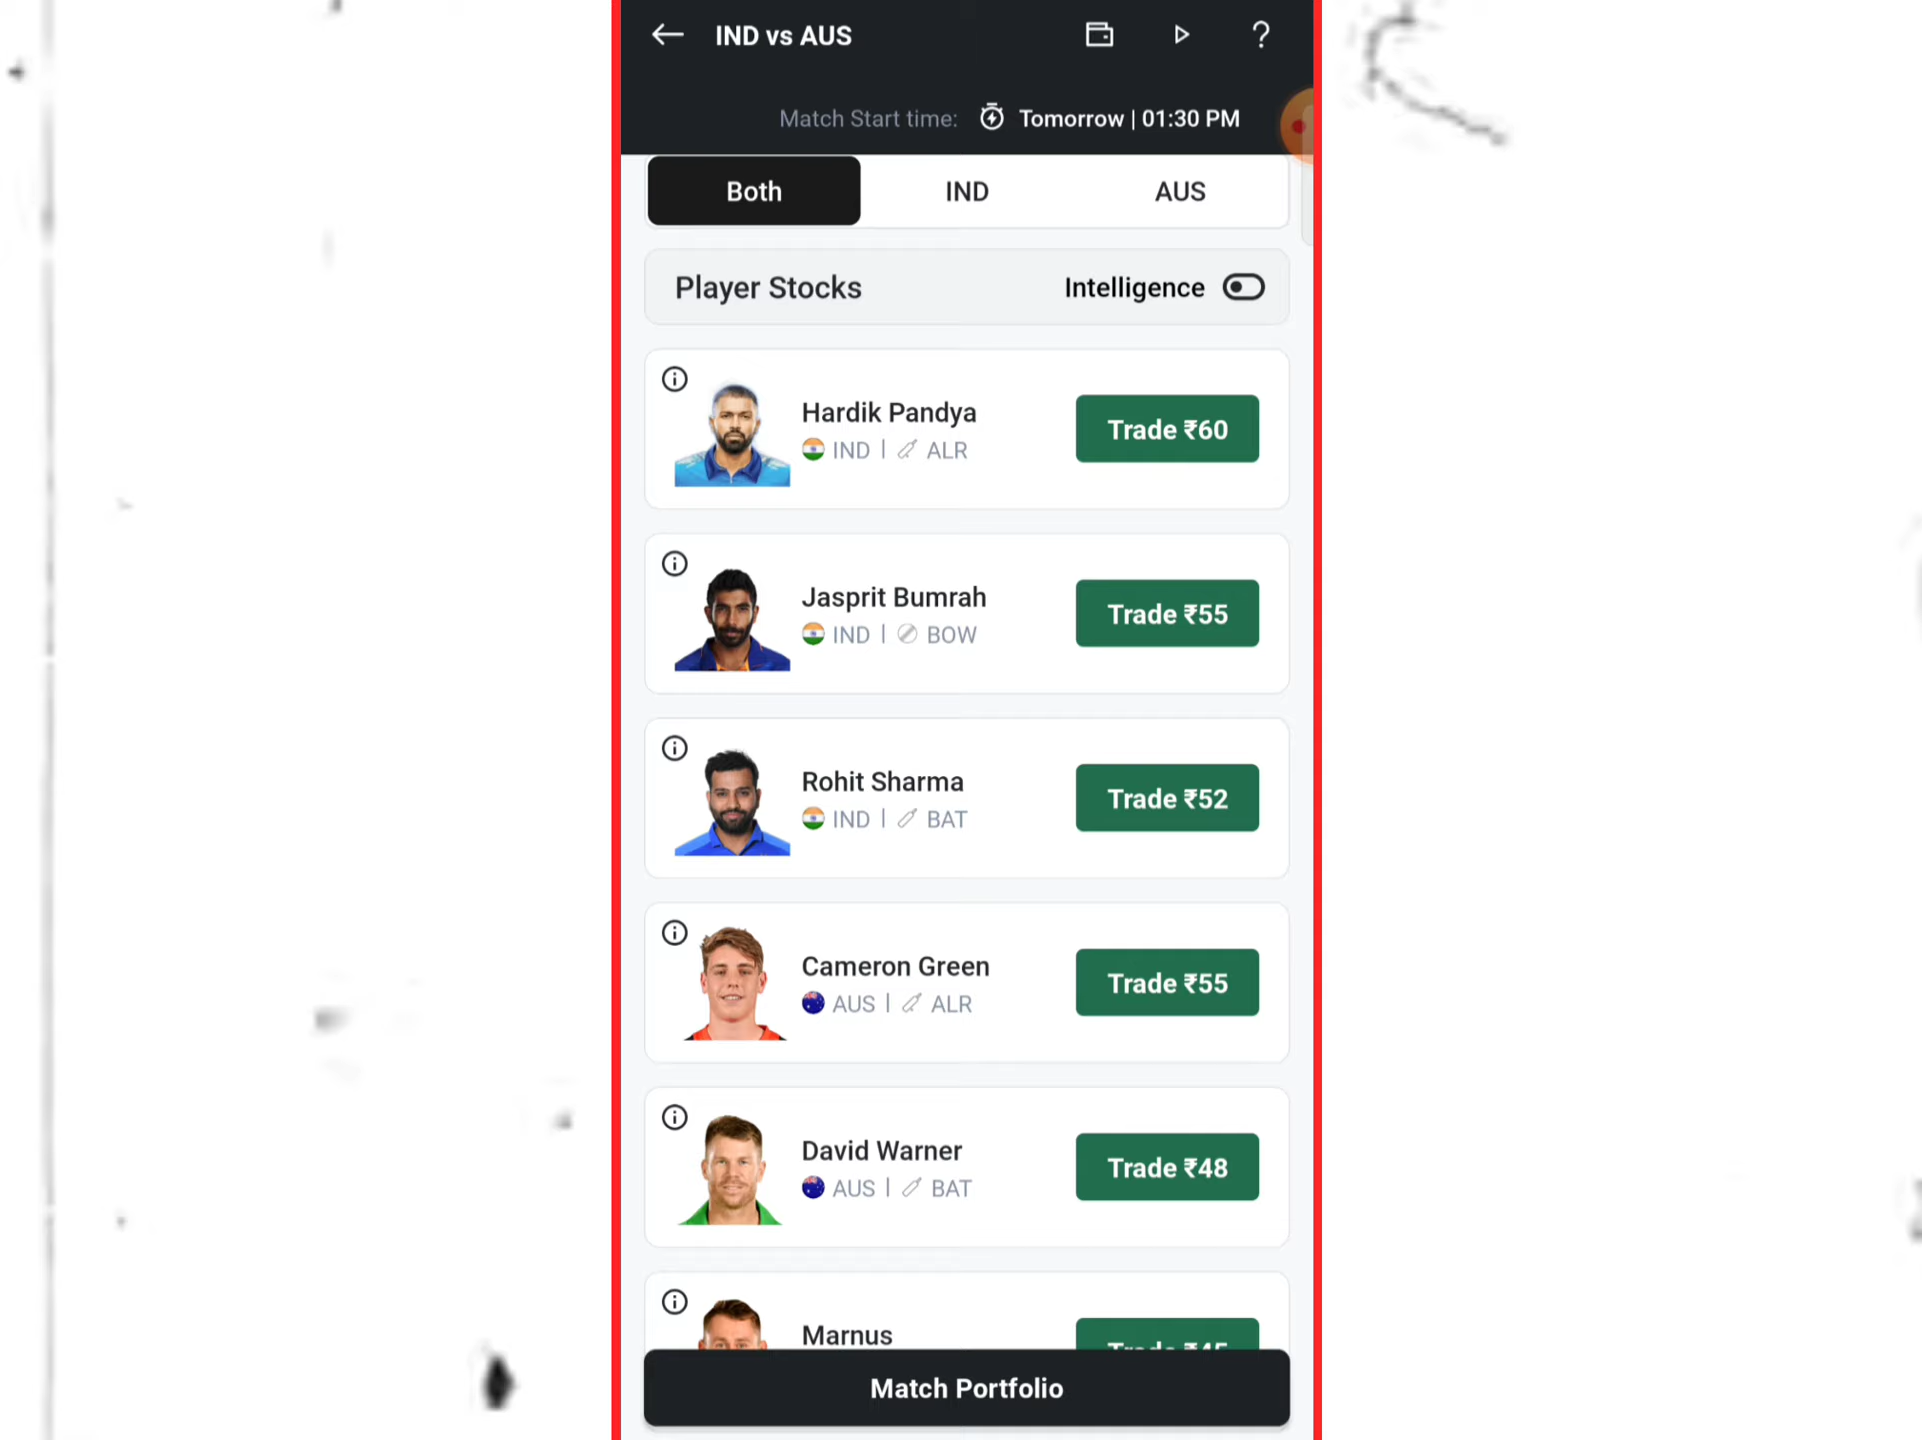 IND vs AUS
?
Match Start time: Tomorrow | 01:30 PM
Both IND AUS
Player Stocks Intelligence
Hardik Pandya
IND | ALR
Trade ₹60
Jasprit Bumrah
IND | BOW
Trade ₹55
Rohit Sharma
IND | BAT
Trade ₹52
Cameron Green
AUS | ALR
Trade ₹55
David Warner
AUS | BAT
Trade ₹48
Marnus
Trade ₹45
Match Portfolio